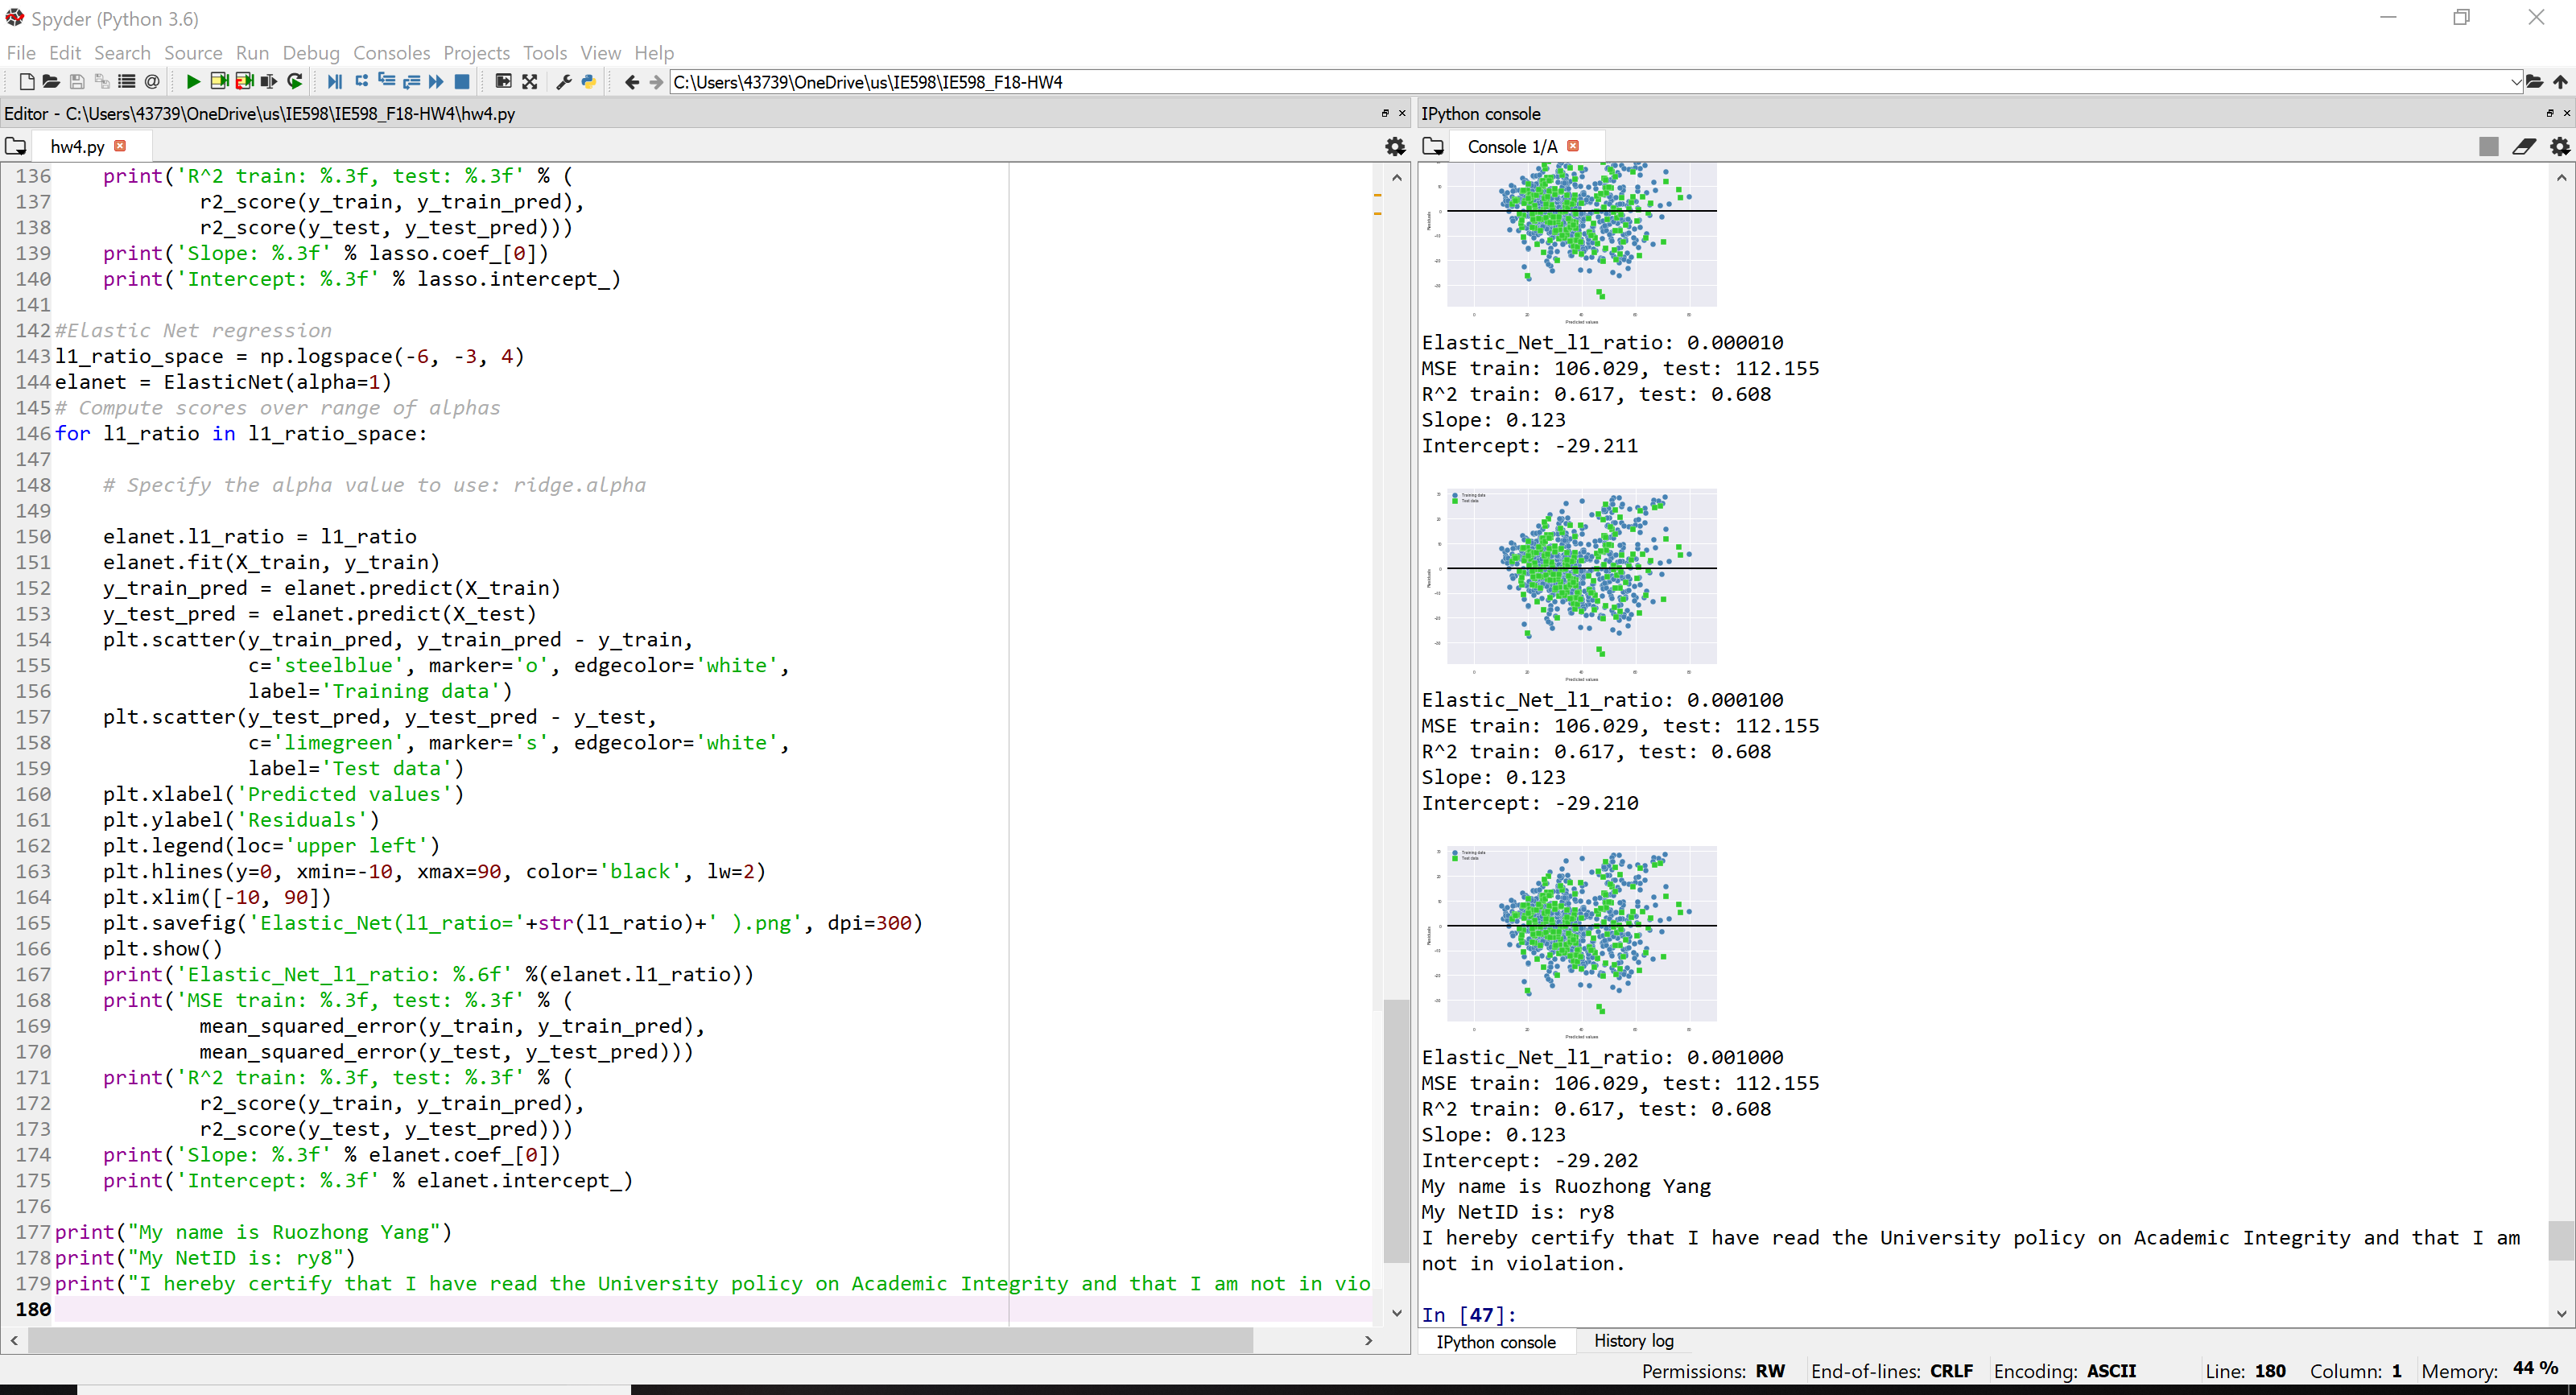 Spyder (Python 3.6)
File Edit Search Source Run Debug Consoles Projects Tools View Help
C:\Users\43739\OneDrive\us\IE598\IE598_F18-HW4
Editor - C:\Users\43739\OneDrive\us\IE598\IE598_F18-HW4\hw4.py
hw4.py
136     print('R^2 train: %.3f, test: %.3f' % (
137             r2_score(y_train, y_train_pred),
138             r2_score(y_test, y_test_pred)))
139     print('Slope: %.3f' % lasso.coef_[0])
140     print('Intercept: %.3f' % lasso.intercept_)
141
142 #Elastic Net regression
143 l1_ratio_space = np.logspace(-6, -3, 4)
144 elanet = ElasticNet(alpha=1)
145 # Compute scores over range of alphas
146 for l1_ratio in l1_ratio_space:
147
148     # Specify the alpha value to use: ridge.alpha
149
150     elanet.l1_ratio = l1_ratio
151     elanet.fit(X_train, y_train)
152     y_train_pred = elanet.predict(X_train)
153     y_test_pred = elanet.predict(X_test)
154     plt.scatter(y_train_pred, y_train_pred - y_train,
155                 c='steelblue', marker='o', edgecolor='white',
156                 label='Training data')
157     plt.scatter(y_test_pred, y_test_pred - y_test,
158                 c='limegreen', marker='s', edgecolor='white',
159                 label='Test data')
160     plt.xlabel('Predicted values')
161     plt.ylabel('Residuals')
162     plt.legend(loc='upper left')
163     plt.hlines(y=0, xmin=-10, xmax=90, color='black', lw=2)
164     plt.xlim([-10, 90])
165     plt.savefig('Elastic_Net(l1_ratio='+str(l1_ratio)+' ).png', dpi=300)
166     plt.show()
167     print('Elastic_Net_l1_ratio: %.6f' %(elanet.l1_ratio))
168     print('MSE train: %.3f, test: %.3f' % (
169             mean_squared_error(y_train, y_train_pred),
170             mean_squared_error(y_test, y_test_pred)))
171     print('R^2 train: %.3f, test: %.3f' % (
172             r2_score(y_train, y_train_pred),
173             r2_score(y_test, y_test_pred)))
174     print('Slope: %.3f' % elanet.coef_[0])
175     print('Intercept: %.3f' % elanet.intercept_)
176
177 print("My name is Ruozhong Yang")
178 print("My NetID is: ry8")
179 print("I hereby certify that I have read the University policy on Academic Integrity and that I am not in vio
180
IPython console
Console 1/A
Predicted values
Elastic_Net_l1_ratio: 0.000010
MSE train: 106.029, test: 112.155
R^2 train: 0.617, test: 0.608
Slope: 0.123
Intercept: -29.211
Training data
Test data
Residuals
Predicted values
Elastic_Net_l1_ratio: 0.000100
MSE train: 106.029, test: 112.155
R^2 train: 0.617, test: 0.608
Slope: 0.123
Intercept: -29.210
Training data
Test data
Residuals
Predicted values
Elastic_Net_l1_ratio: 0.001000
MSE train: 106.029, test: 112.155
R^2 train: 0.617, test: 0.608
Slope: 0.123
Intercept: -29.202
My name is Ruozhong Yang
My NetID is: ry8
I hereby certify that I have read the University policy on Academic Integrity and that I am
not in violation.
In [47]:
IPython console History log
Permissions: RW End-of-lines: CRLF Encoding: ASCII Line: 180 Column: 1 Memory: 44 %